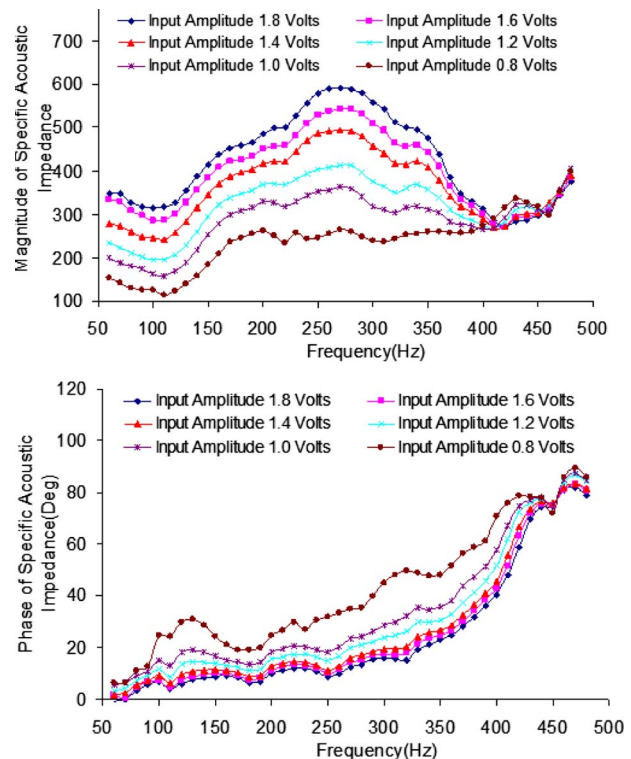 Input Amplitude 1.8 Volts Input Amplitude 1.6 Volts
Input Amplitude 1.4 Volts Input Amplitude 1.2 Volts
Input Amplitude 1.0 Volts Input Amplitude 0.8 Volts
Magnitude of Specific Acoustic
Impedance
700
600
500
400
300
200
100
50 100 150 200 250 300 350 400 450 500
Frequency(Hz)
Input Amplitude 1.8 Volts Input Amplitude 1.6 Volts
Input Amplitude 1.4 Volts Input Amplitude 1.2 Volts
Input Amplitude 1.0 Volts Input Amplitude 0.8 Volts
Phase of Specific Acoustic
Impedance(Deg)
120
100
80
60
40
20
0
50 100 150 200 250 300 350 400 450 500
Frequency(Hz)